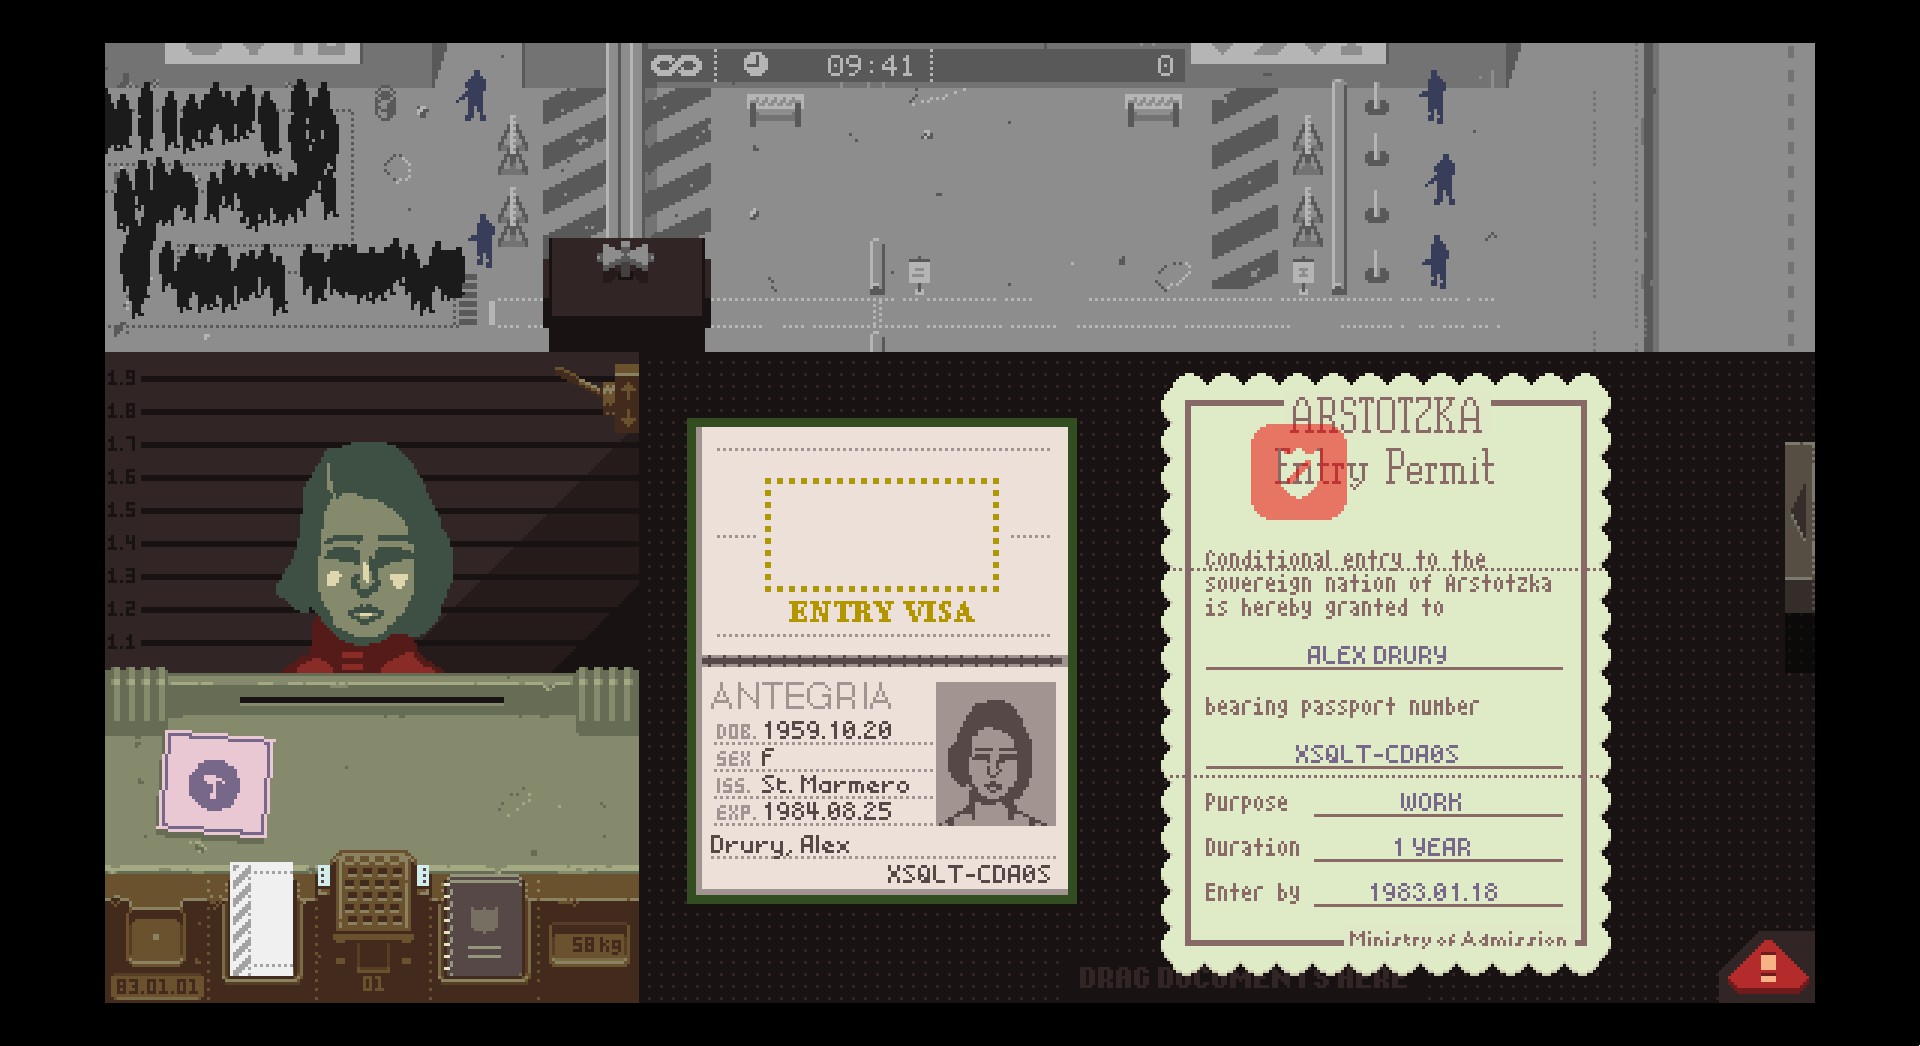 09:41
0
1.9
1.8
1.7
1.6
1.5
1.4
1.3
1.2
1.1
ENTRY VISA
ANTEGRIA
DOB. 1959.10.20
SEX F
ISS. St. Marmero
EXP. 1984.08.25
Drury, Alex
XSQLT-CDA0S
ARSTOTZKA
Entry Permit
Conditional entry to the
sovereign nation of Arstotzka
is hereby granted to
ALEX DRURY
bearing passport number
XSQLT-CDA0S
Purpose WORK
Duration 1 YEAR
Enter by 1983.01.18
Ministry of Admission
DRAG DOCUMENTS HERE
83.01.01
01
58kg